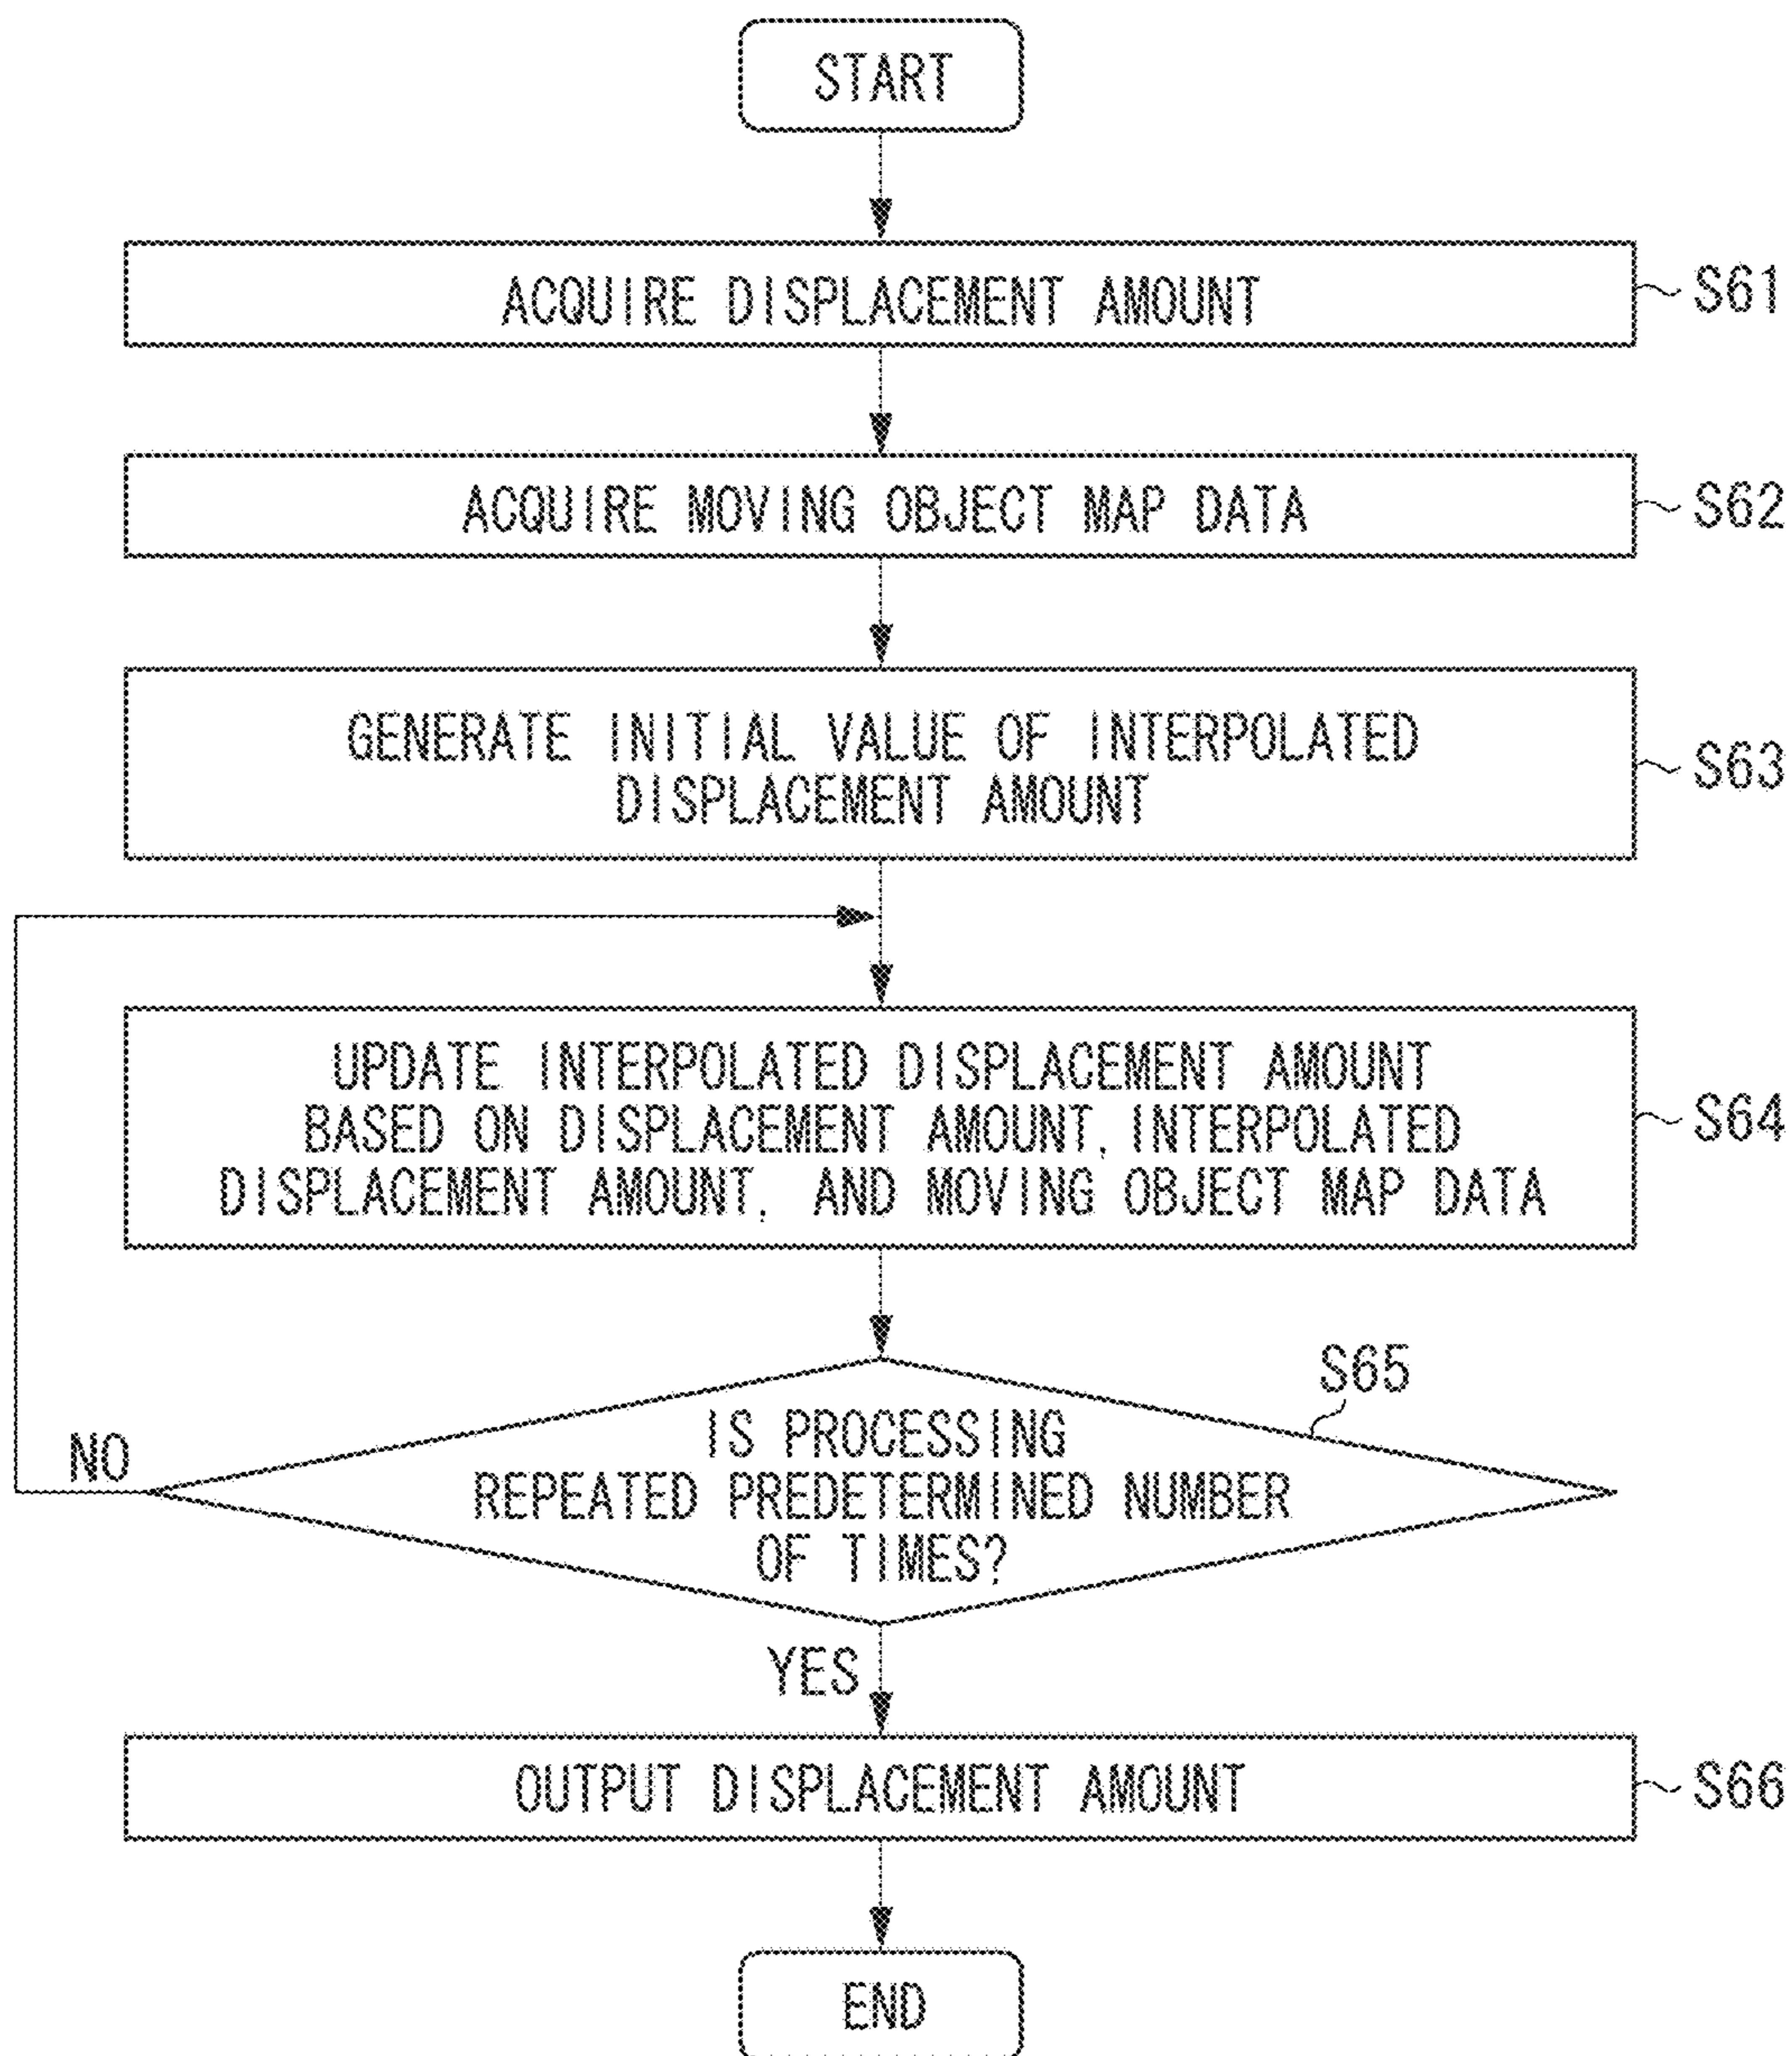 START
ACQUIRE DISPLACEMENT AMOUNT
S61
ACQUIRE MOVING OBJECT MAP DATA
S62
GENERATE INITIAL VALUE OF INTERPOLATED
DISPLACEMENT AMOUNT
S63
UPDATE INTERPOLATED DISPLACEMENT AMOUNT
BASED ON DISPLACEMENT AMOUNT, INTERPOLATED
DISPLACEMENT AMOUNT, AND MOVING OBJECT MAP DATA
S64
S65
IS PROCESSING
REPEATED PREDETERMINED NUMBER
OF TIMES?
NO
YES
OUTPUT DISPLACEMENT AMOUNT
S66
END